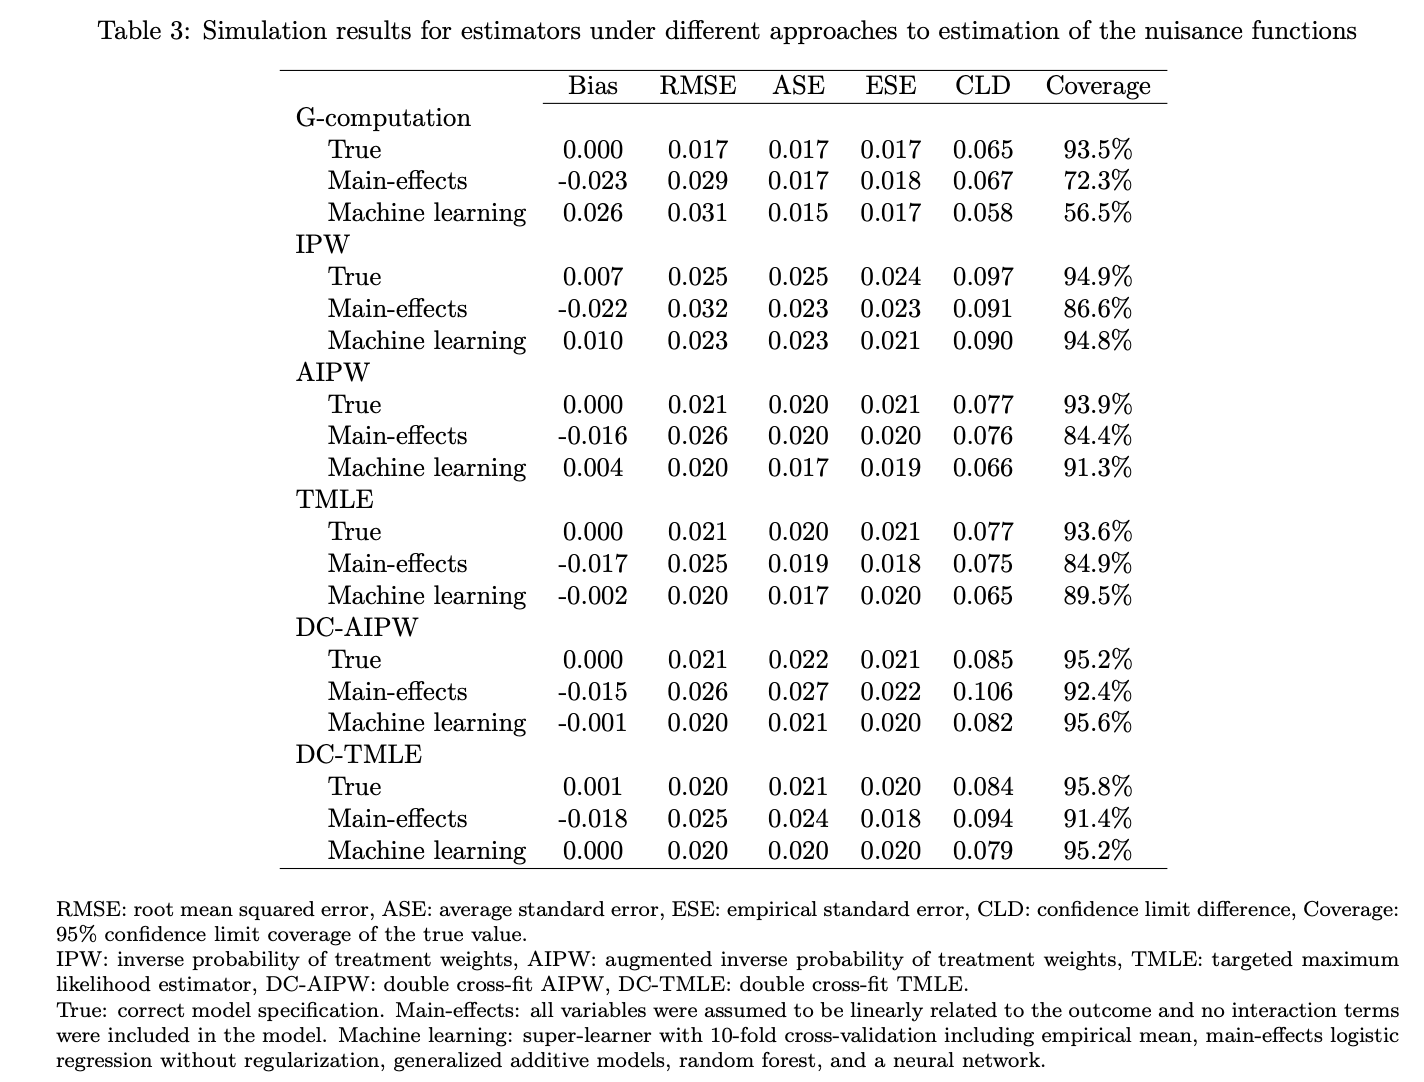 Table 3: Simulation results for estimators under different approaches to estimation of the nuisance functions
Bias RMSE ASE ESE CLD Coverage
G-computation
True 0.000 0.017 0.017 0.017 0.065 93.5%
Main-effects -0.023 0.029 0.017 0.018 0.067 72.3%
Machine learning 0.026 0.031 0.015 0.017 0.058 56.5%
IPW
True 0.007 0.025 0.025 0.024 0.097 94.9%
Main-effects -0.022 0.032 0.023 0.023 0.091 86.6%
Machine learning 0.010 0.023 0.023 0.021 0.090 94.8%
AIPW
True 0.000 0.021 0.020 0.021 0.077 93.9%
Main-effects -0.016 0.026 0.020 0.020 0.076 84.4%
Machine learning 0.004 0.020 0.017 0.019 0.066 91.3%
TMLE
True 0.000 0.021 0.020 0.021 0.077 93.6%
Main-effects -0.017 0.025 0.019 0.018 0.075 84.9%
Machine learning -0.002 0.020 0.017 0.020 0.065 89.5%
DC-AIPW
True 0.000 0.021 0.022 0.021 0.085 95.2%
Main-effects -0.015 0.026 0.027 0.022 0.106 92.4%
Machine learning -0.001 0.020 0.021 0.020 0.082 95.6%
DC-TMLE
True 0.001 0.020 0.021 0.020 0.084 95.8%
Main-effects -0.018 0.025 0.024 0.018 0.094 91.4%
Machine learning 0.000 0.020 0.020 0.020 0.079 95.2%
RMSE: root mean squared error, ASE: average standard error, ESE: empirical standard error, CLD: confidence limit difference, Coverage:
95% confidence limit coverage of the true value.
IPW: inverse probability of treatment weights, AIPW: augmented inverse probability of treatment weights, TMLE: targeted maximum
likelihood estimator, DC-AIPW: double cross-fit AIPW, DC-TMLE: double cross-fit TMLE.
True: correct model specification. Main-effects: all variables were assumed to be linearly related to the outcome and no interaction terms
were included in the model. Machine learning: super-learner with 10-fold cross-validation including empirical mean, main-effects logistic
regression without regularization, generalized additive models, random forest, and a neural network.